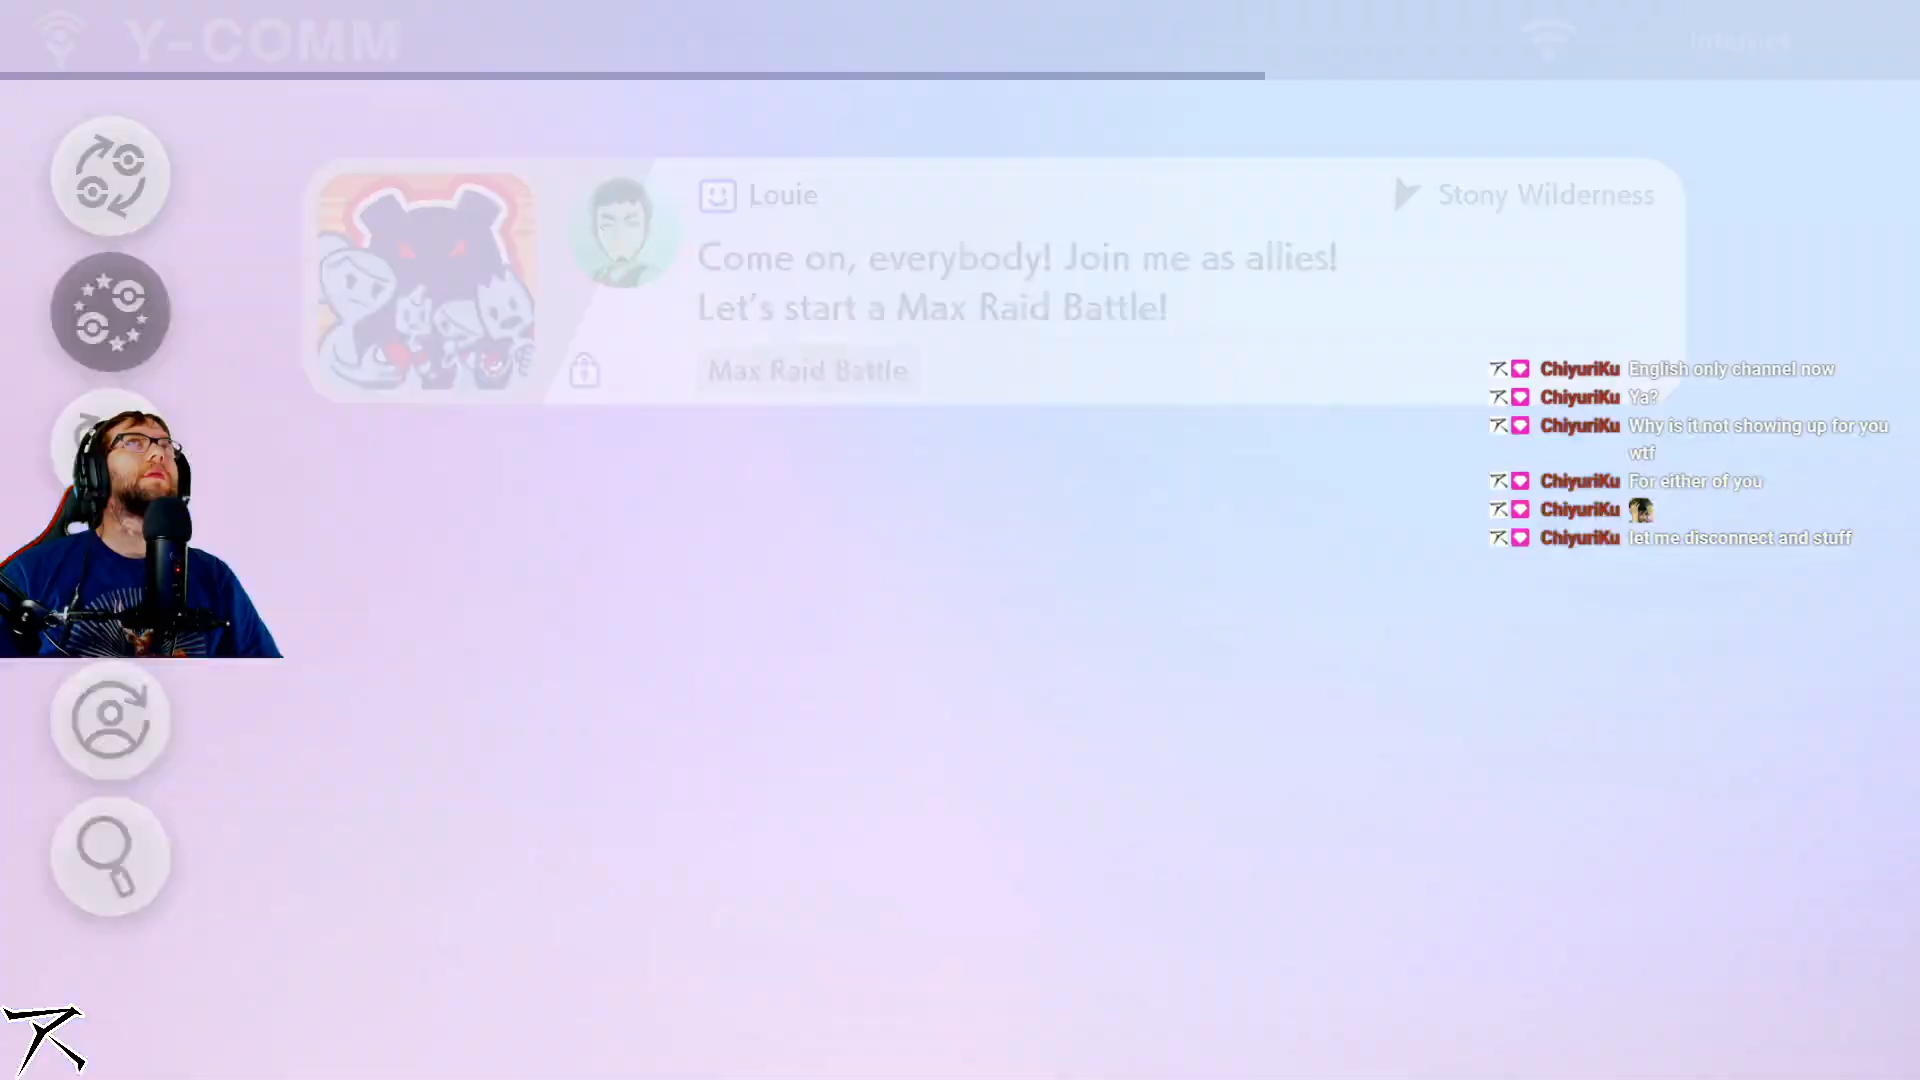 Y-COMM
Internet
Louie
Stony Wilderness
Come on, everybody! Join me as allies!
Let's start a Max Raid Battle!
Max Raid Battle
ChiyuriKu English only channel now
ChiyuriKu Ya?
ChiyuriKu Why is it not showing up for you
wtf
ChiyuriKu For either of you
ChiyuriKu
ChiyuriKu let me disconnect and stuff